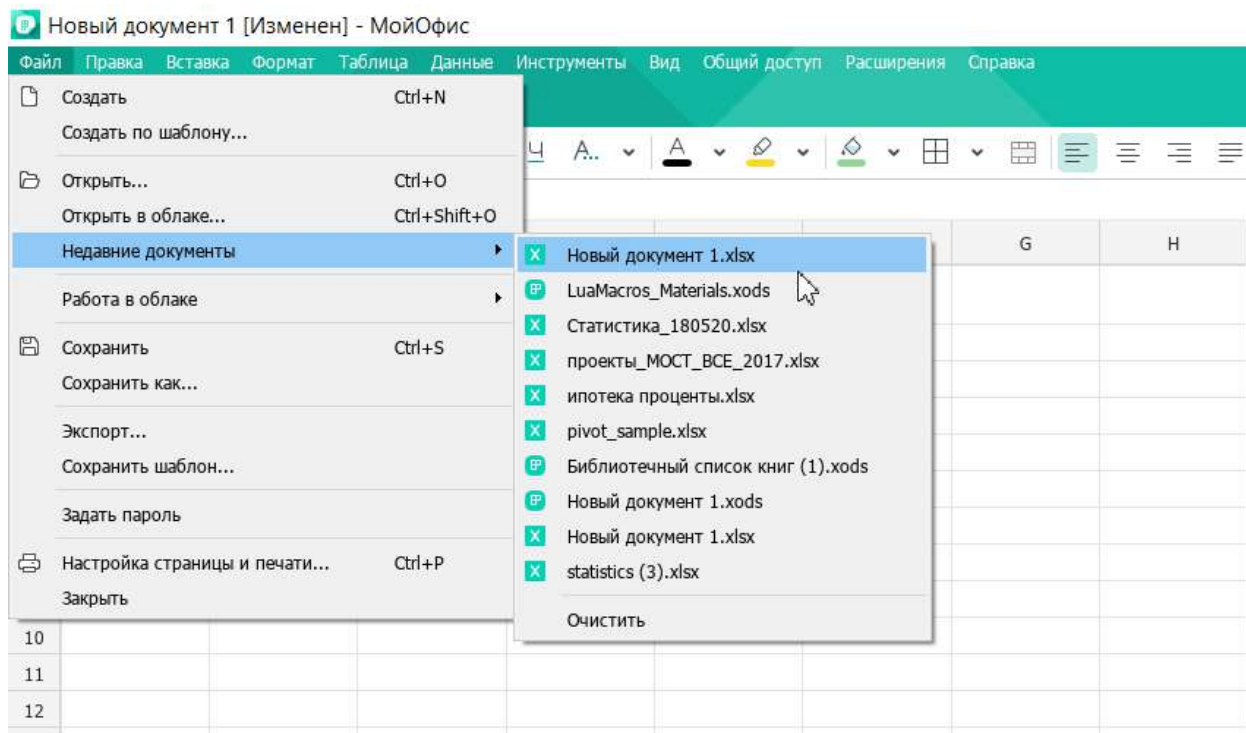 Новый документ 1 [Изменен] - МойОфис
Файл Правка Вставка Формат Таблица Данные Инструменты Вид Общий доступ Расширения Справка
Создать Ctrl+N
Создать по шаблону...
Ч А.. А
Открыть... Ctrl+O
Открыть в облаке... Ctrl+Shift+O
Недавние документы
G H
Новый документ 1.xlsx
LuaMacros_Materials.xods
Статистика_180520.xlsx
проекты_МОСТ_ВСЕ_2017.xlsx
ипотека проценты.xlsx
pivot_sample.xlsx
Библиотечный список книг (1).xods
Новый документ 1.xods
Новый документ 1.xlsx
statistics (3).xlsx
Очистить
Работа в облаке
Сохранить Ctrl+S
Сохранить как...
Экспорт...
Сохранить шаблон...
Задать пароль
Настройка страницы и печати... Ctrl+P
Закрыть
10
11
12